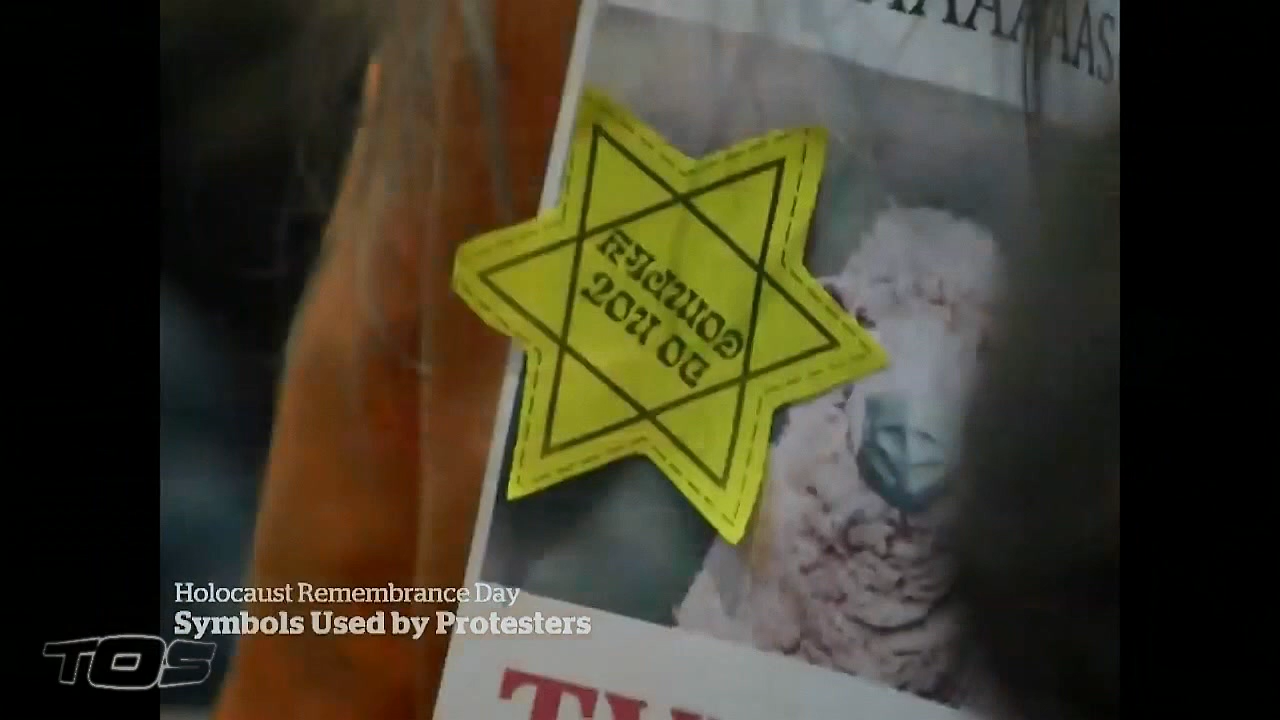 DO NOT
COMPLY
Holocaust Remembrance Day
Symbols Used by Protesters
TOS